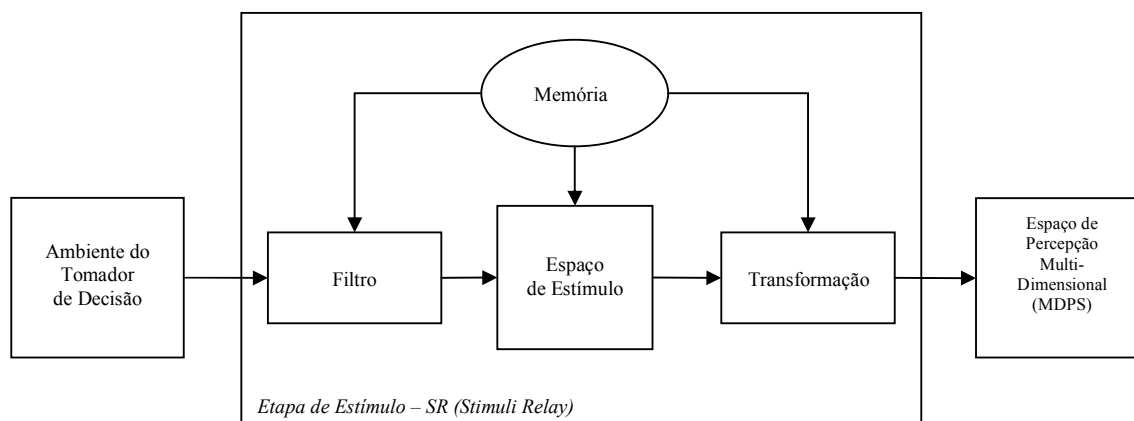 Memória
Ambiente do
Tomador
de Decisão
Filtro
Espaço
de Estímulo
Transformação
Espaço de
Percepção
Multi-
Dimensional
(MDPS)
Etapa de Estímulo – SR (Stimuli Relay)